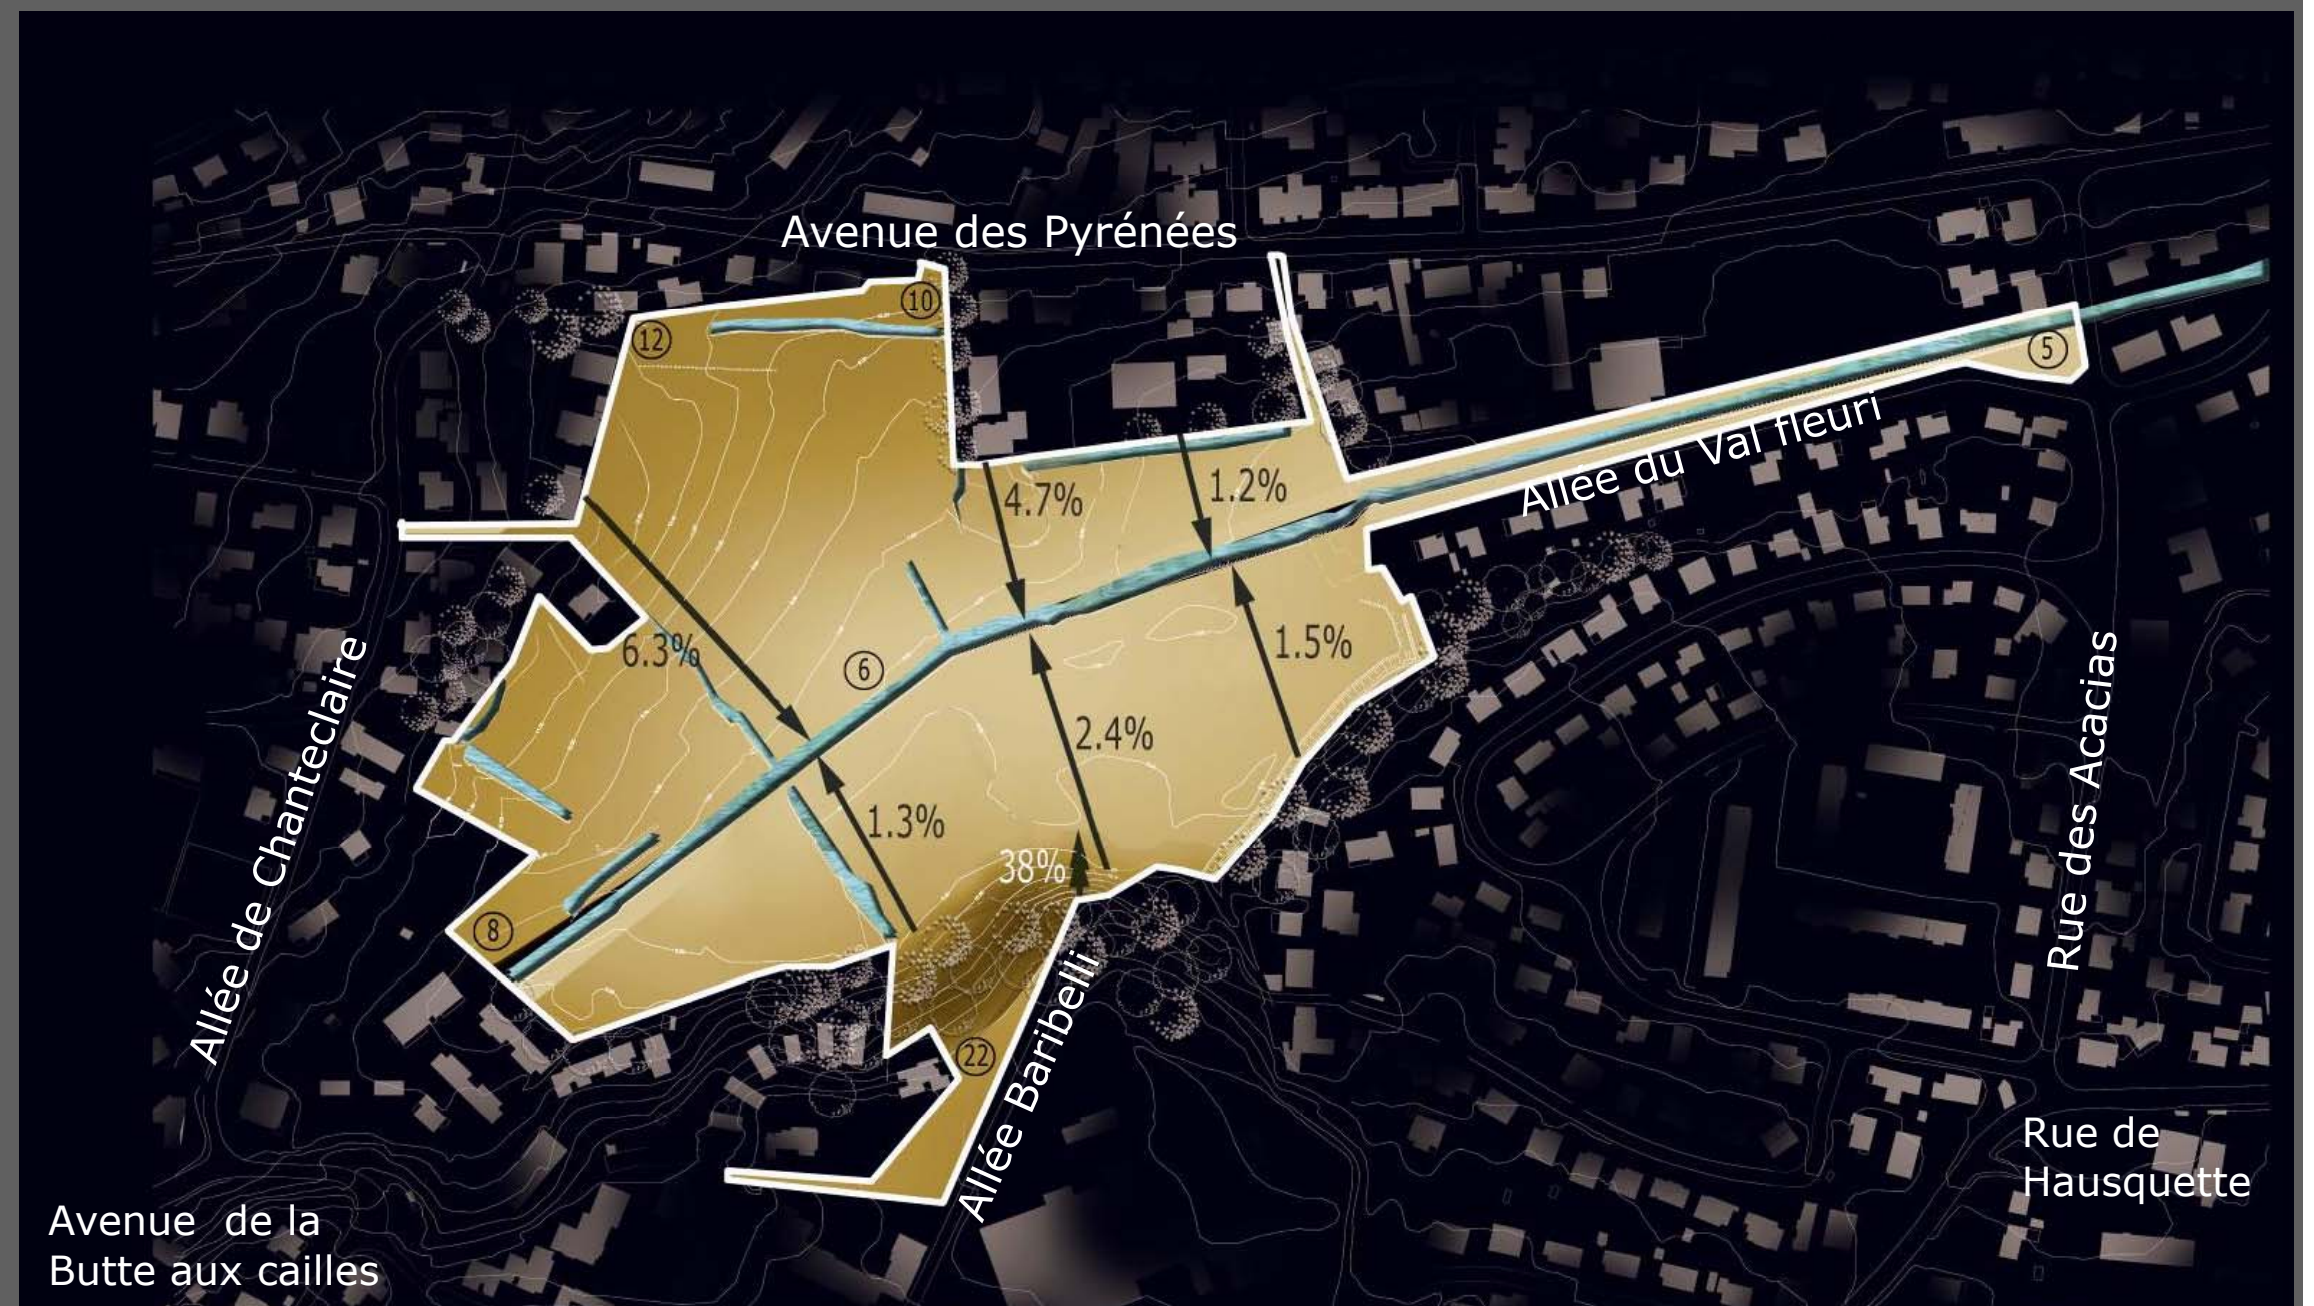 Avenue des Pyrénées
10
12
5
Allée du Val fleuri
1.2%
4.7%
6.3%
6
1.5%
2.4%
1.3%
38%
8
22
Allée de Chanteclaire
Allée Baribelli
Rue des Acacias
Rue de
Hausquette
Avenue de la
Butte aux cailles